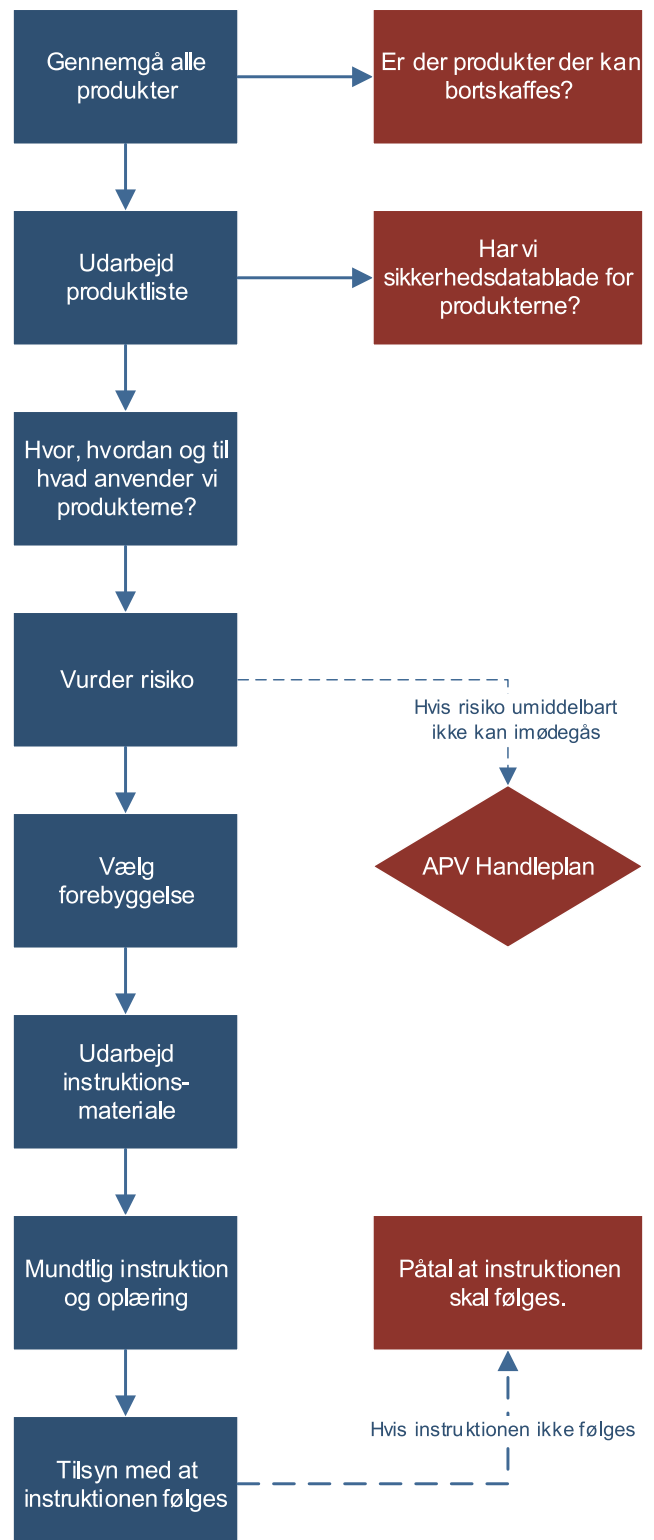 Gennemgå alle
produkter
Er der produkter der kan
bortskaffes?
Udarbejd
produktliste
Har vi
sikkerhedsdatablade for
produkterne?
Hvor, hvordan og til
hvad anvender vi
produkterne?
Vurder risiko
Hvis risiko umiddelbart
ikke kan imødegås
Vælg
forebyggelse
APV Handleplan
Udarbejd
instruktions-
materiale
Mundtlig instruktion
og oplæring
Påtal at instruktionen
skal følges.
Hvis instruktionen ikke følges
Tilsyn med at
instruktionen følges